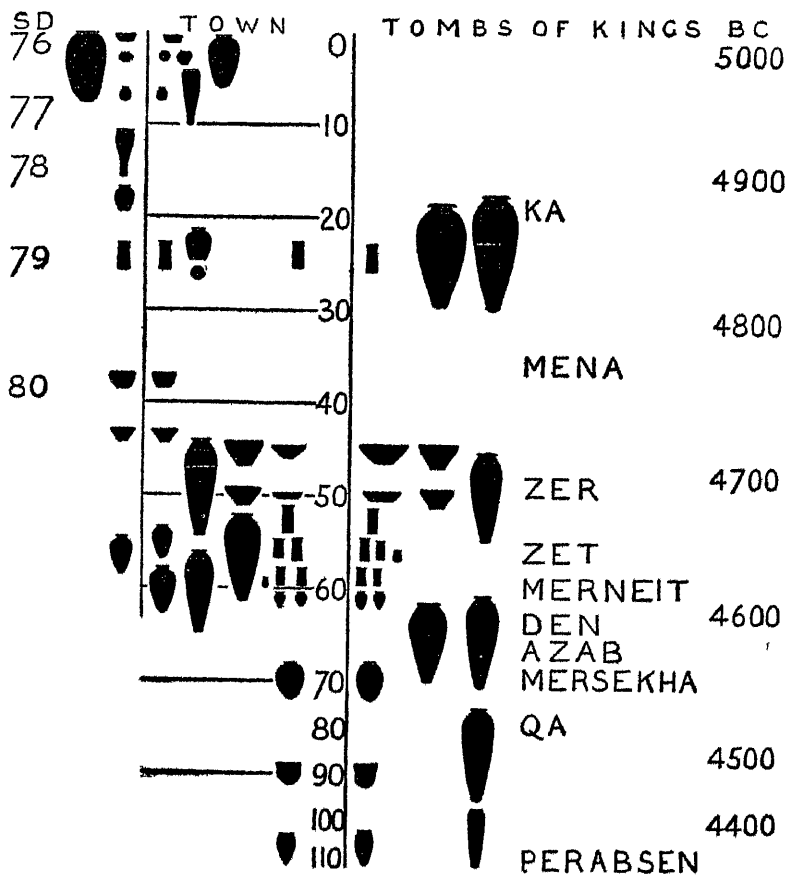 SD TOWN TOMBS OF KINGS BC
76 0 5000
77 10
78 4900
20 KA
79
30 4800
MENA
80 40
4700
50 ZER
ZET
60 MERNEIT
DEN 4600
AZAB
70 MERSEKHA
80 QA
90 4500
100 4400
110 PERABSEN